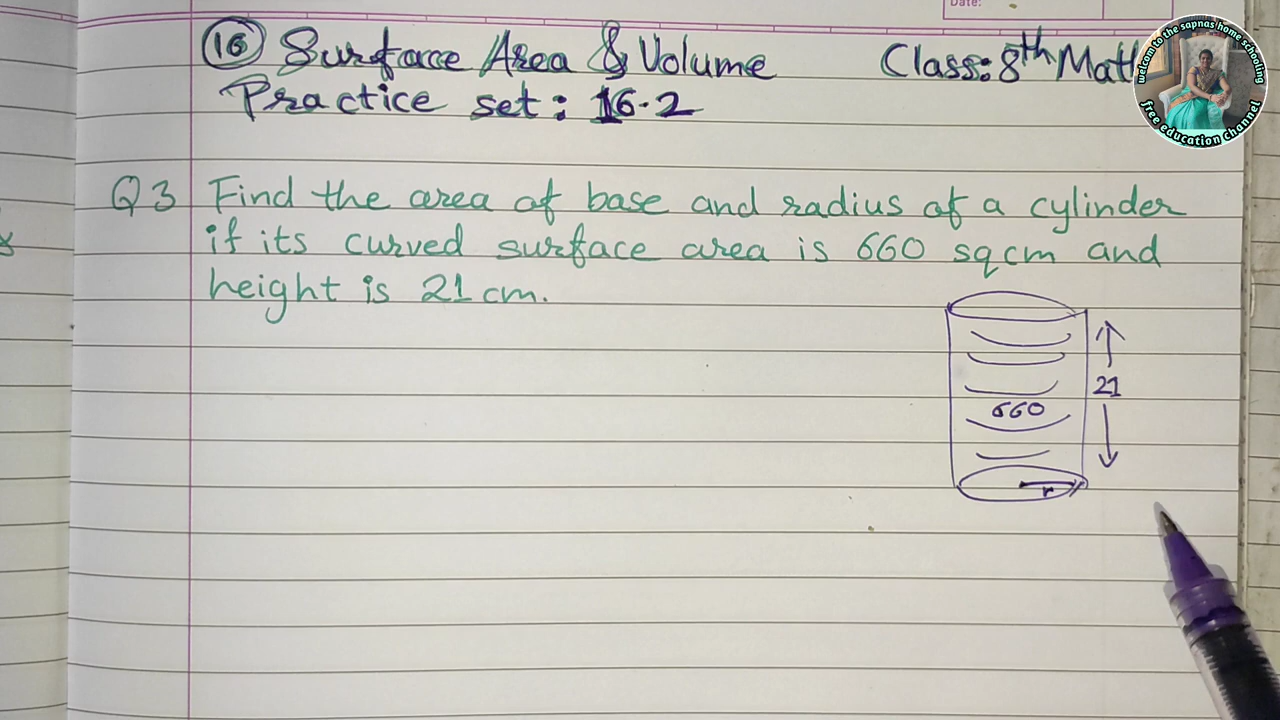 Date:
16 Surface Area & Volume Class: 8th Math
Practice set: 16.2
welcom to the sapnas home schooling
free education channel
Q3 Find the area of base and radius of a cylinder
if its curved surface area is 660 sqcm and
height is 21 cm.
21
660
r